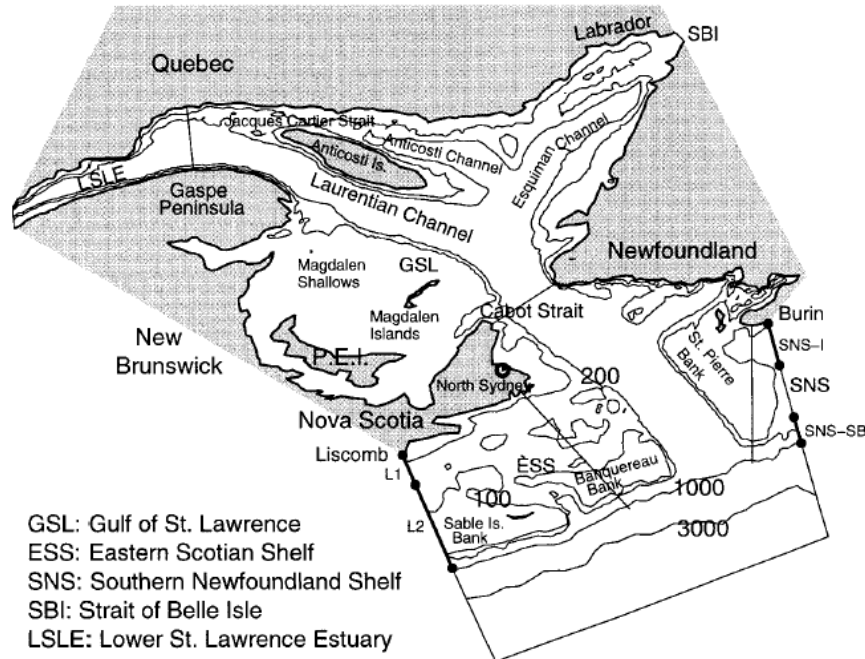 Labrador
SBI
Quebec
Jacques Cartier Strait
Anticosti Channel
Anticosti Is.
Esquiman Channel
LSLE
Gaspe
Peninsula
Laurentian Channel
Newfoundland
Magdalen
Shallows
GSL
Magdalen
Islands
Cabot Strait
Burin
SNS-I
St. Pierre
Bank
New
Brunswick
P.E.I.
North Sydney
200
SNS
SNS-SB
Nova Scotia
Liscomb
L1
ÈSS
Banquereau
Bank
100
1000
L2
Sable Is.
Bank
3000
GSL: Gulf of St. Lawrence
ESS: Eastern Scotian Shelf
SNS: Southern Newfoundland Shelf
SBI: Strait of Belle Isle
LSLE: Lower St. Lawrence Estuary